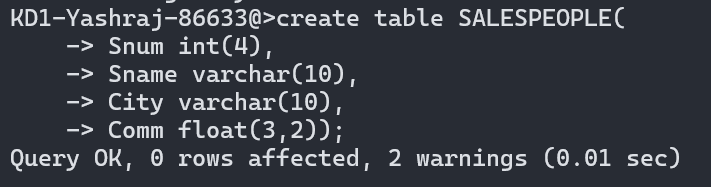 KD1-Yashraj-86633@>create table SALESPEOPLE(
    -> Snum int(4),
    -> Sname varchar(10),
    -> City varchar(10),
    -> Comm float(3,2));
Query OK, 0 rows affected, 2 warnings (0.01 sec)